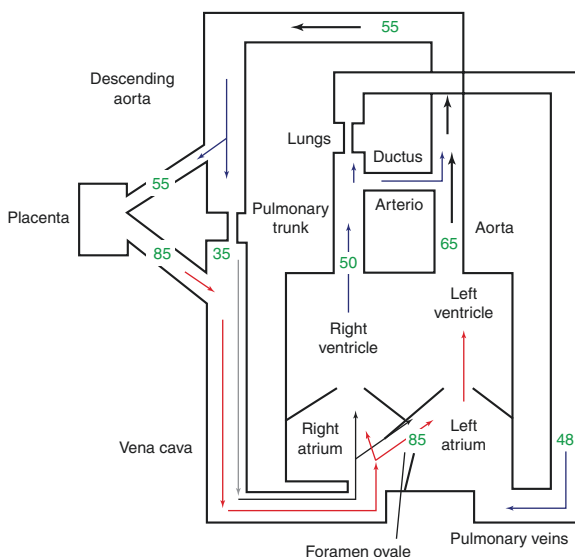 55
Descending
aorta
Lungs
Ductus
55
Placenta
Pulmonary
trunk
Arterio
Aorta
85
35
50
65
Left
ventricle
Right
ventricle
Right
atrium
85
Left
atrium
48
Vena cava
Pulmonary veins
Foramen ovale